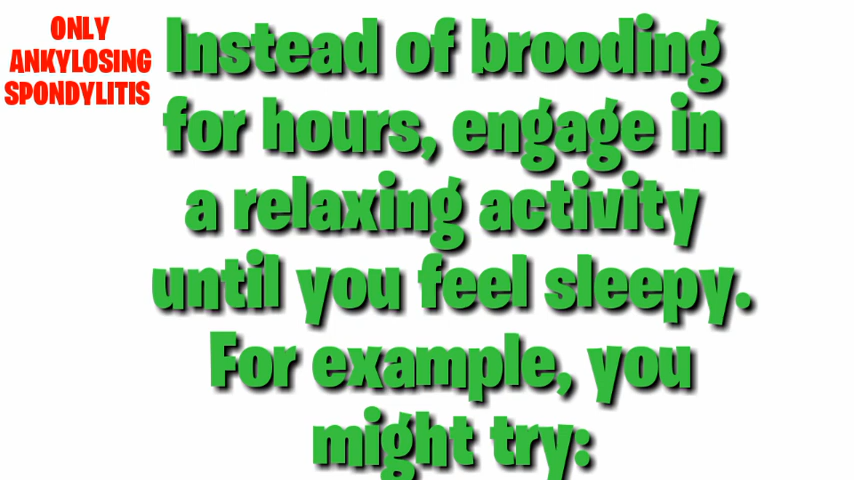 ONLY
ANKYLOSING
SPONDYLITIS
Instead of brooding
for hours, engage in
a relaxing activity
until you feel sleepy.
For example, you
might try: